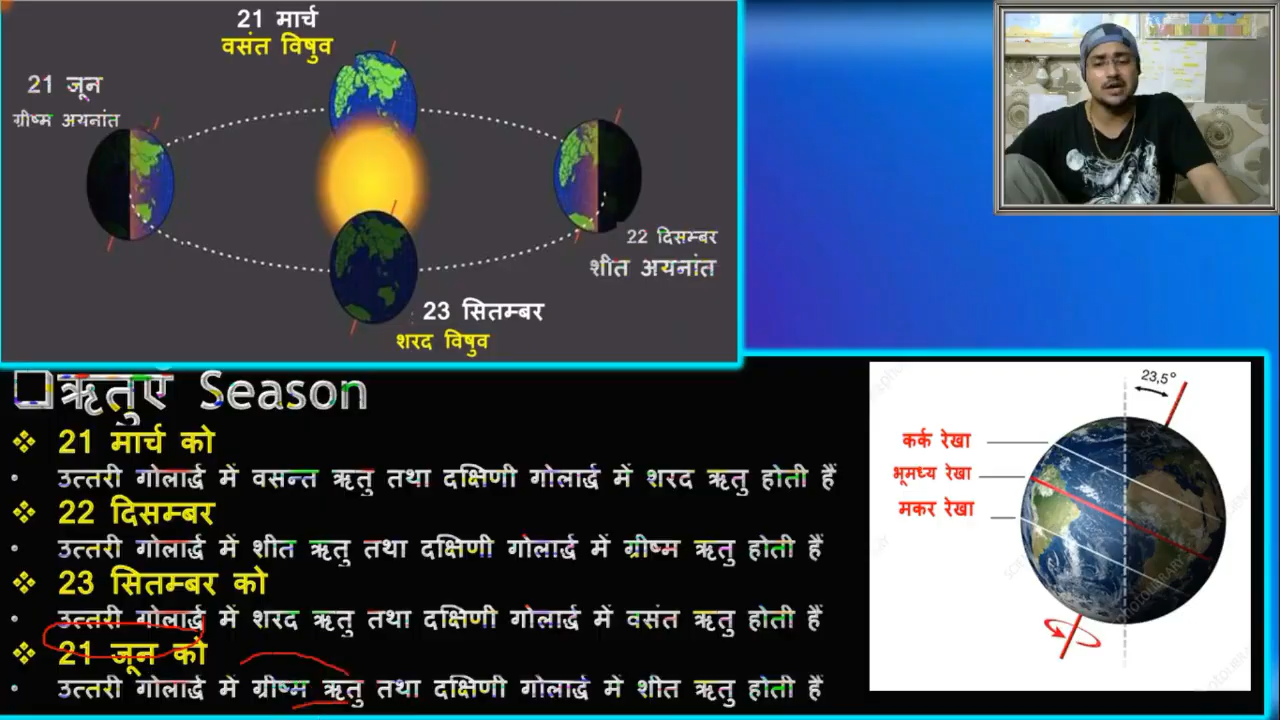 21 मार्च
वसंत विषुव
21 जून
ग्रीष्म अयनांत
22 दिसम्बर
शीत अयनांत
23 सितम्बर
शरद विषुव
ऋतुएं Season
21 मार्च को
उत्तरी गोलार्द्ध में वसन्त ऋतु तथा दक्षिणी गोलार्द्ध में शरद ऋतु होती हैं
22 दिसम्बर
उत्तरी गोलार्द्ध में शीत ऋतु तथा दक्षिणी गोलार्द्ध में ग्रीष्म ऋतु होती हैं
23 सितम्बर को
उत्तरी गोलार्द्ध में शरद ऋतु तथा दक्षिणी गोलार्द्ध में वसंत ऋतु होती हैं
21 जून को
उत्तरी गोलार्द्ध में ग्रीष्म ऋतु तथा दक्षिणी गोलार्द्ध में शीत ऋतु होती हैं
23,5°
कर्क रेखा
भूमध्य रेखा
मकर रेखा